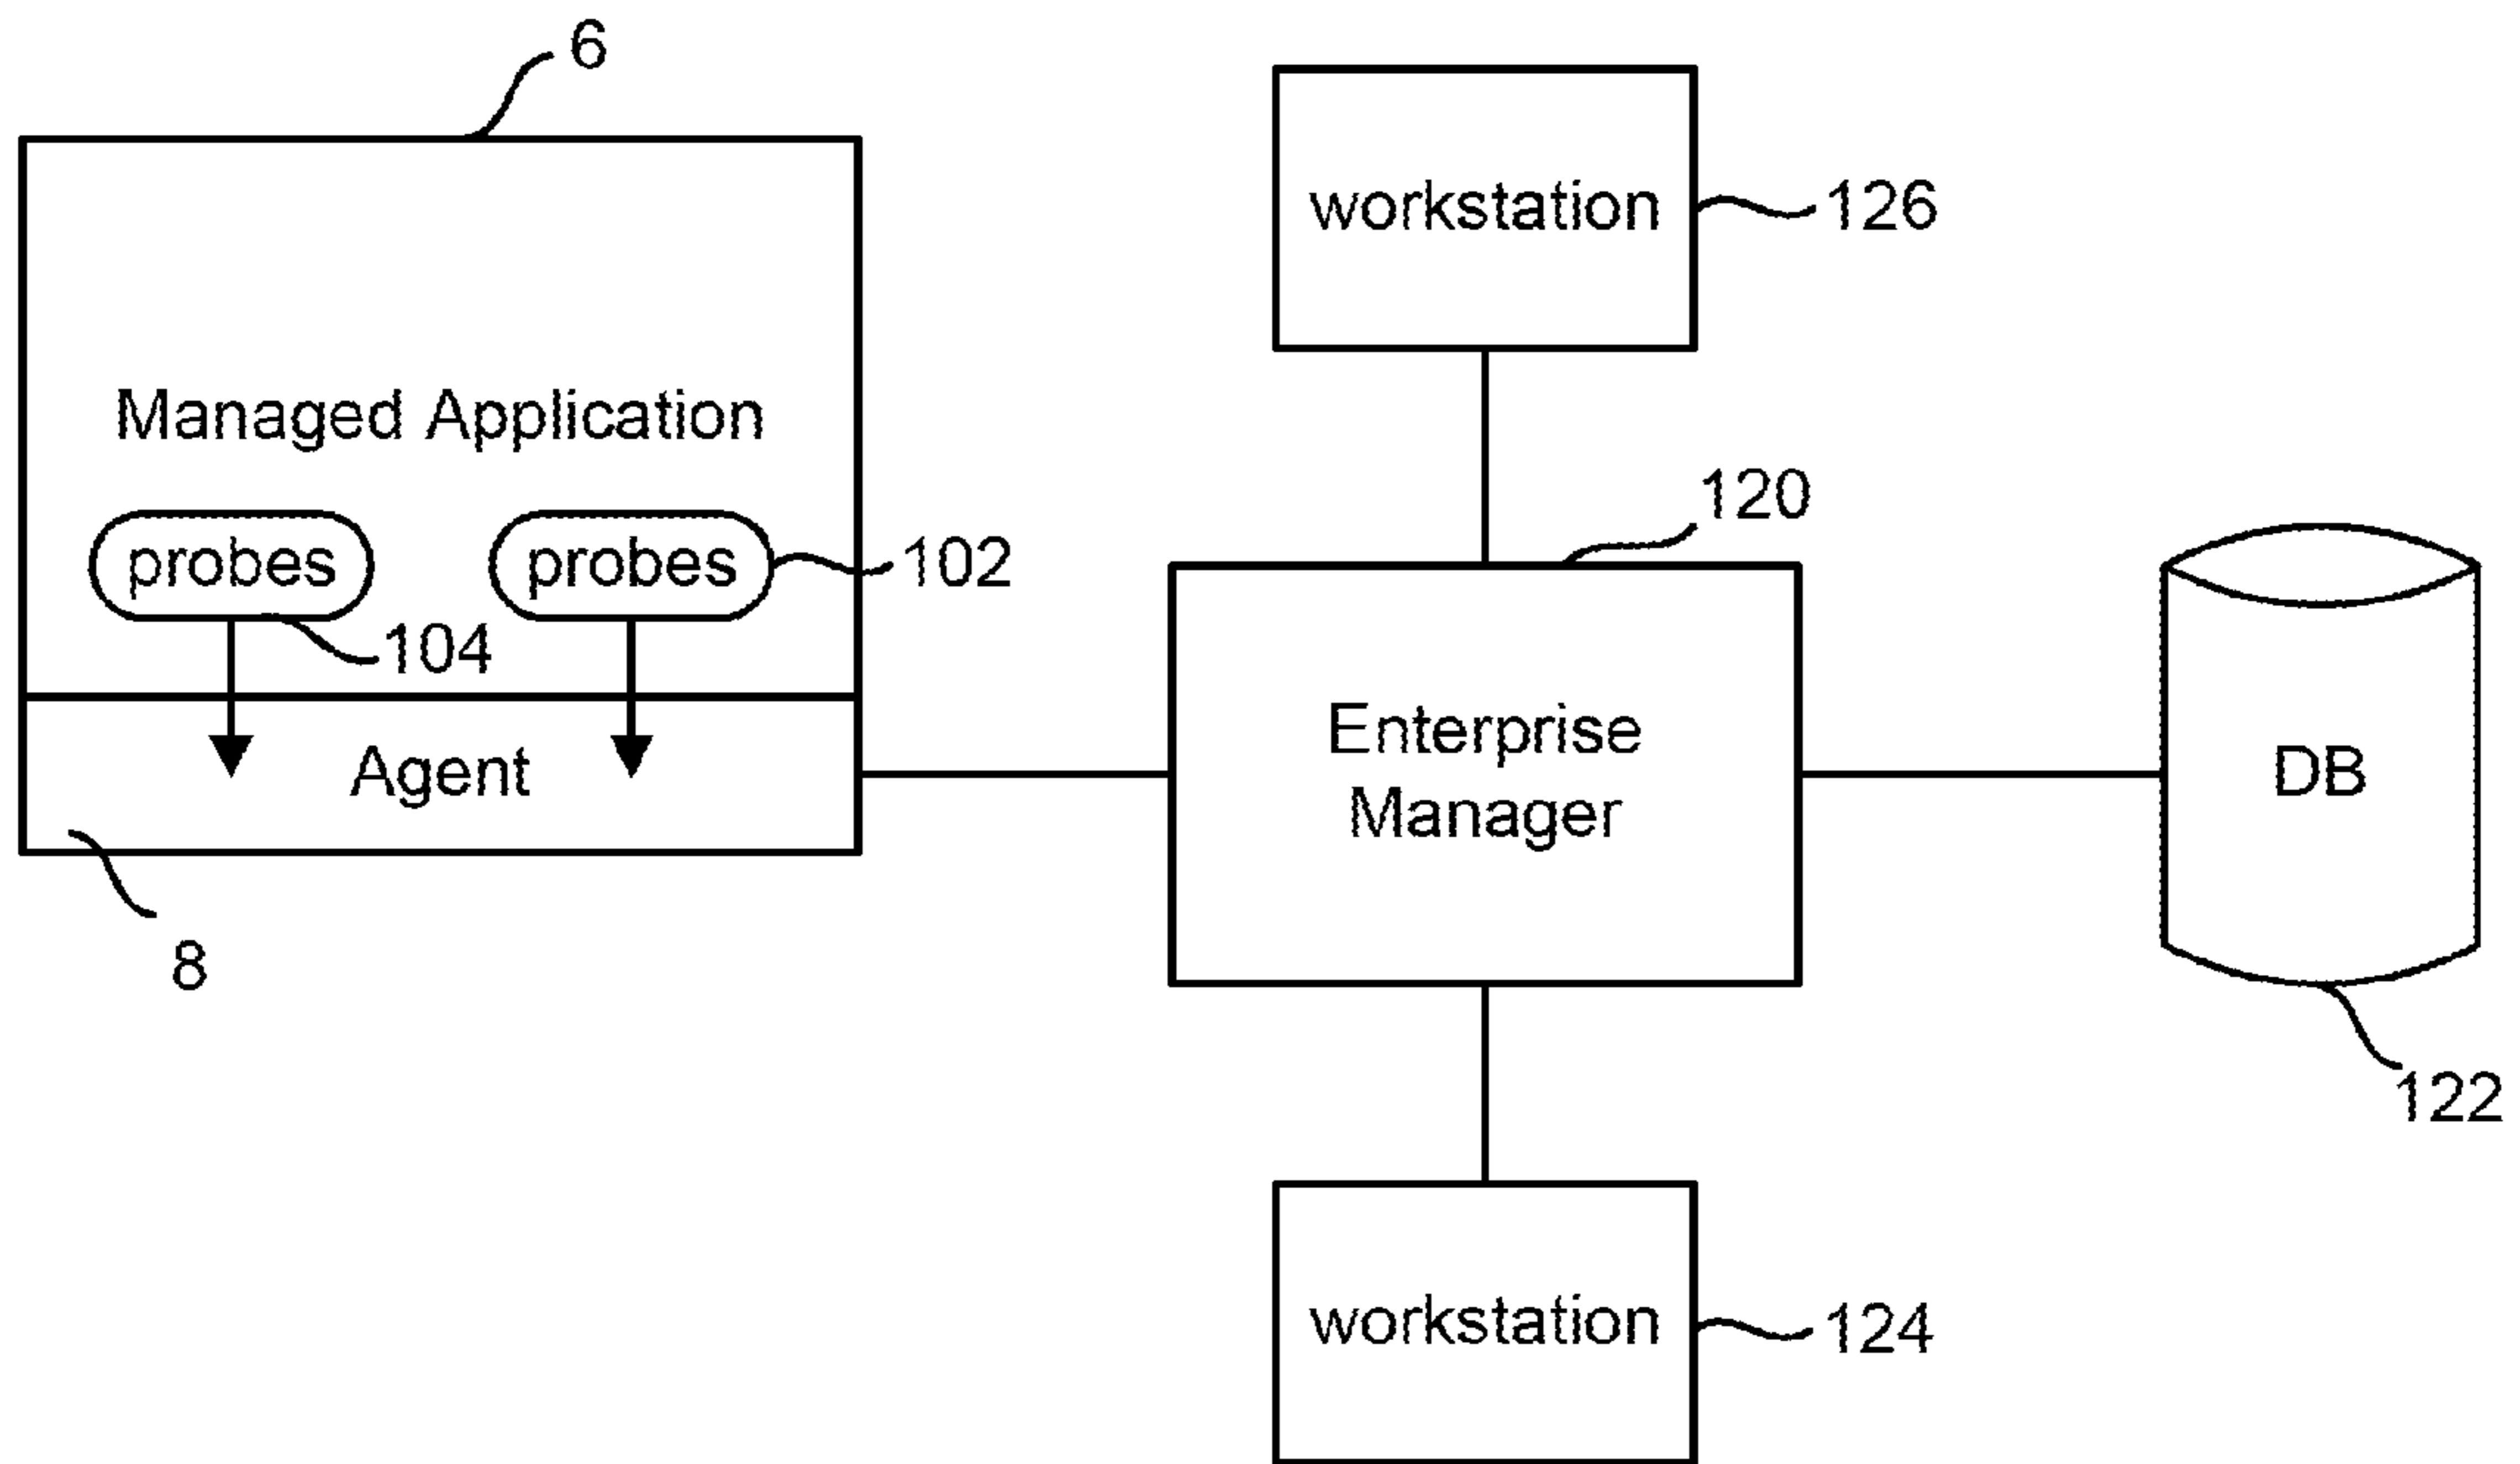 6
workstation
126
Managed Application
120
probes
probes
102
104
Agent
Enterprise
Manager
DB
8
122
workstation
124